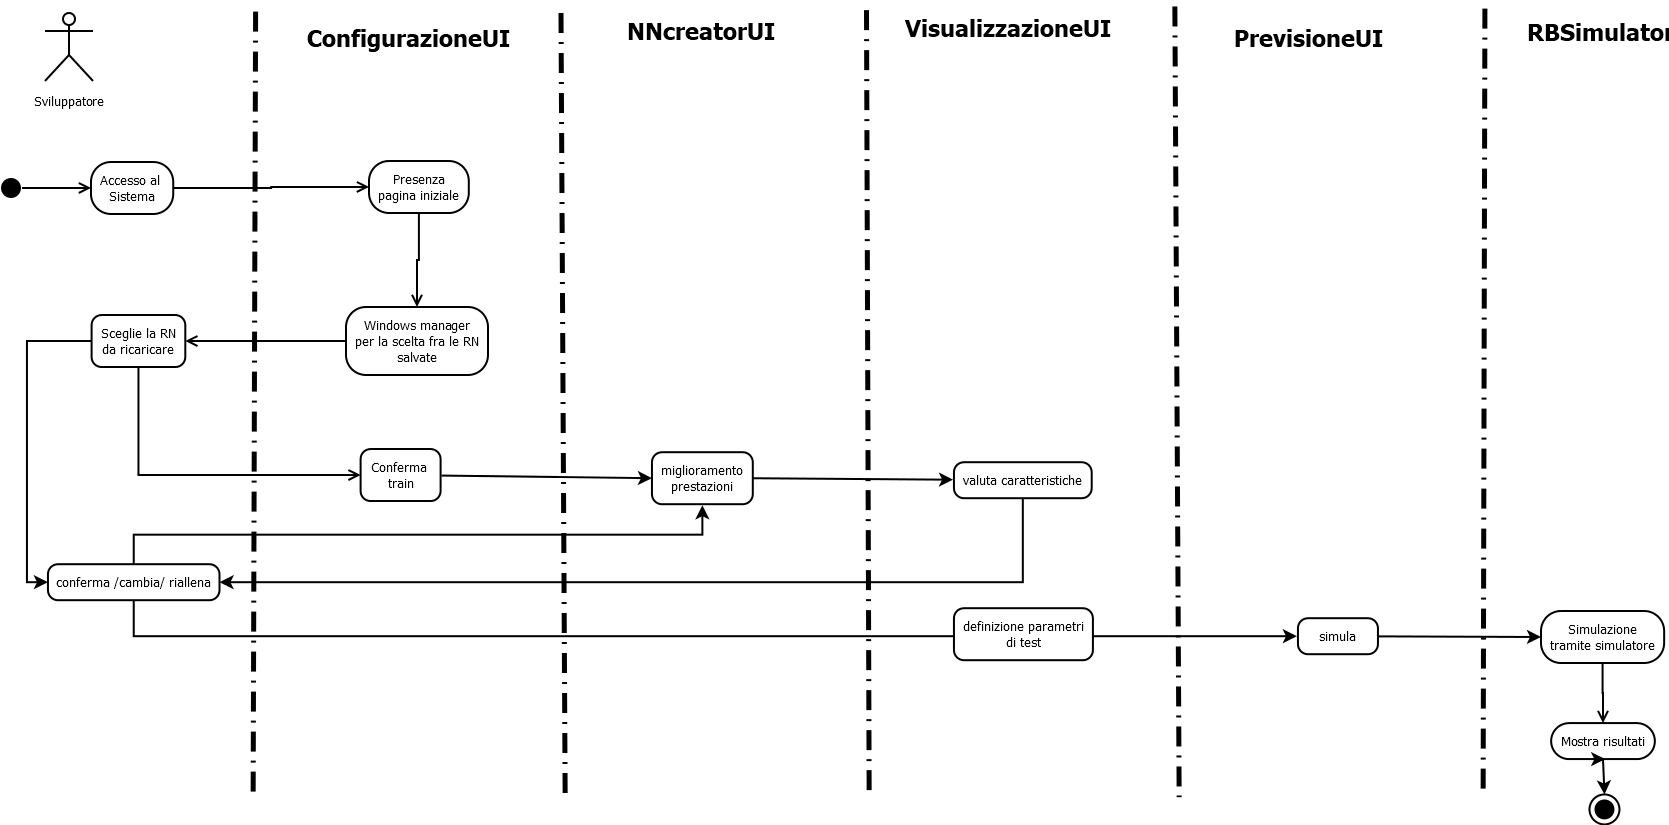 ConfigurazioneUI
NNcreatorUI
VisualizzazioneUI
PrevisioneUI
RBSimulator
Sviluppatore
Accesso al
Sistema
Presenza
pagina iniziale
Sceglie la RN
da ricaricare
Windows manager
per la scelta fra le RN
salvate
Conferma
train
miglioramento
prestazioni
valuta caratteristiche
conferma /cambia/ riallena
definizione parametri
di test
simula
Simulazione
tramite simulatore
Mostra risultati